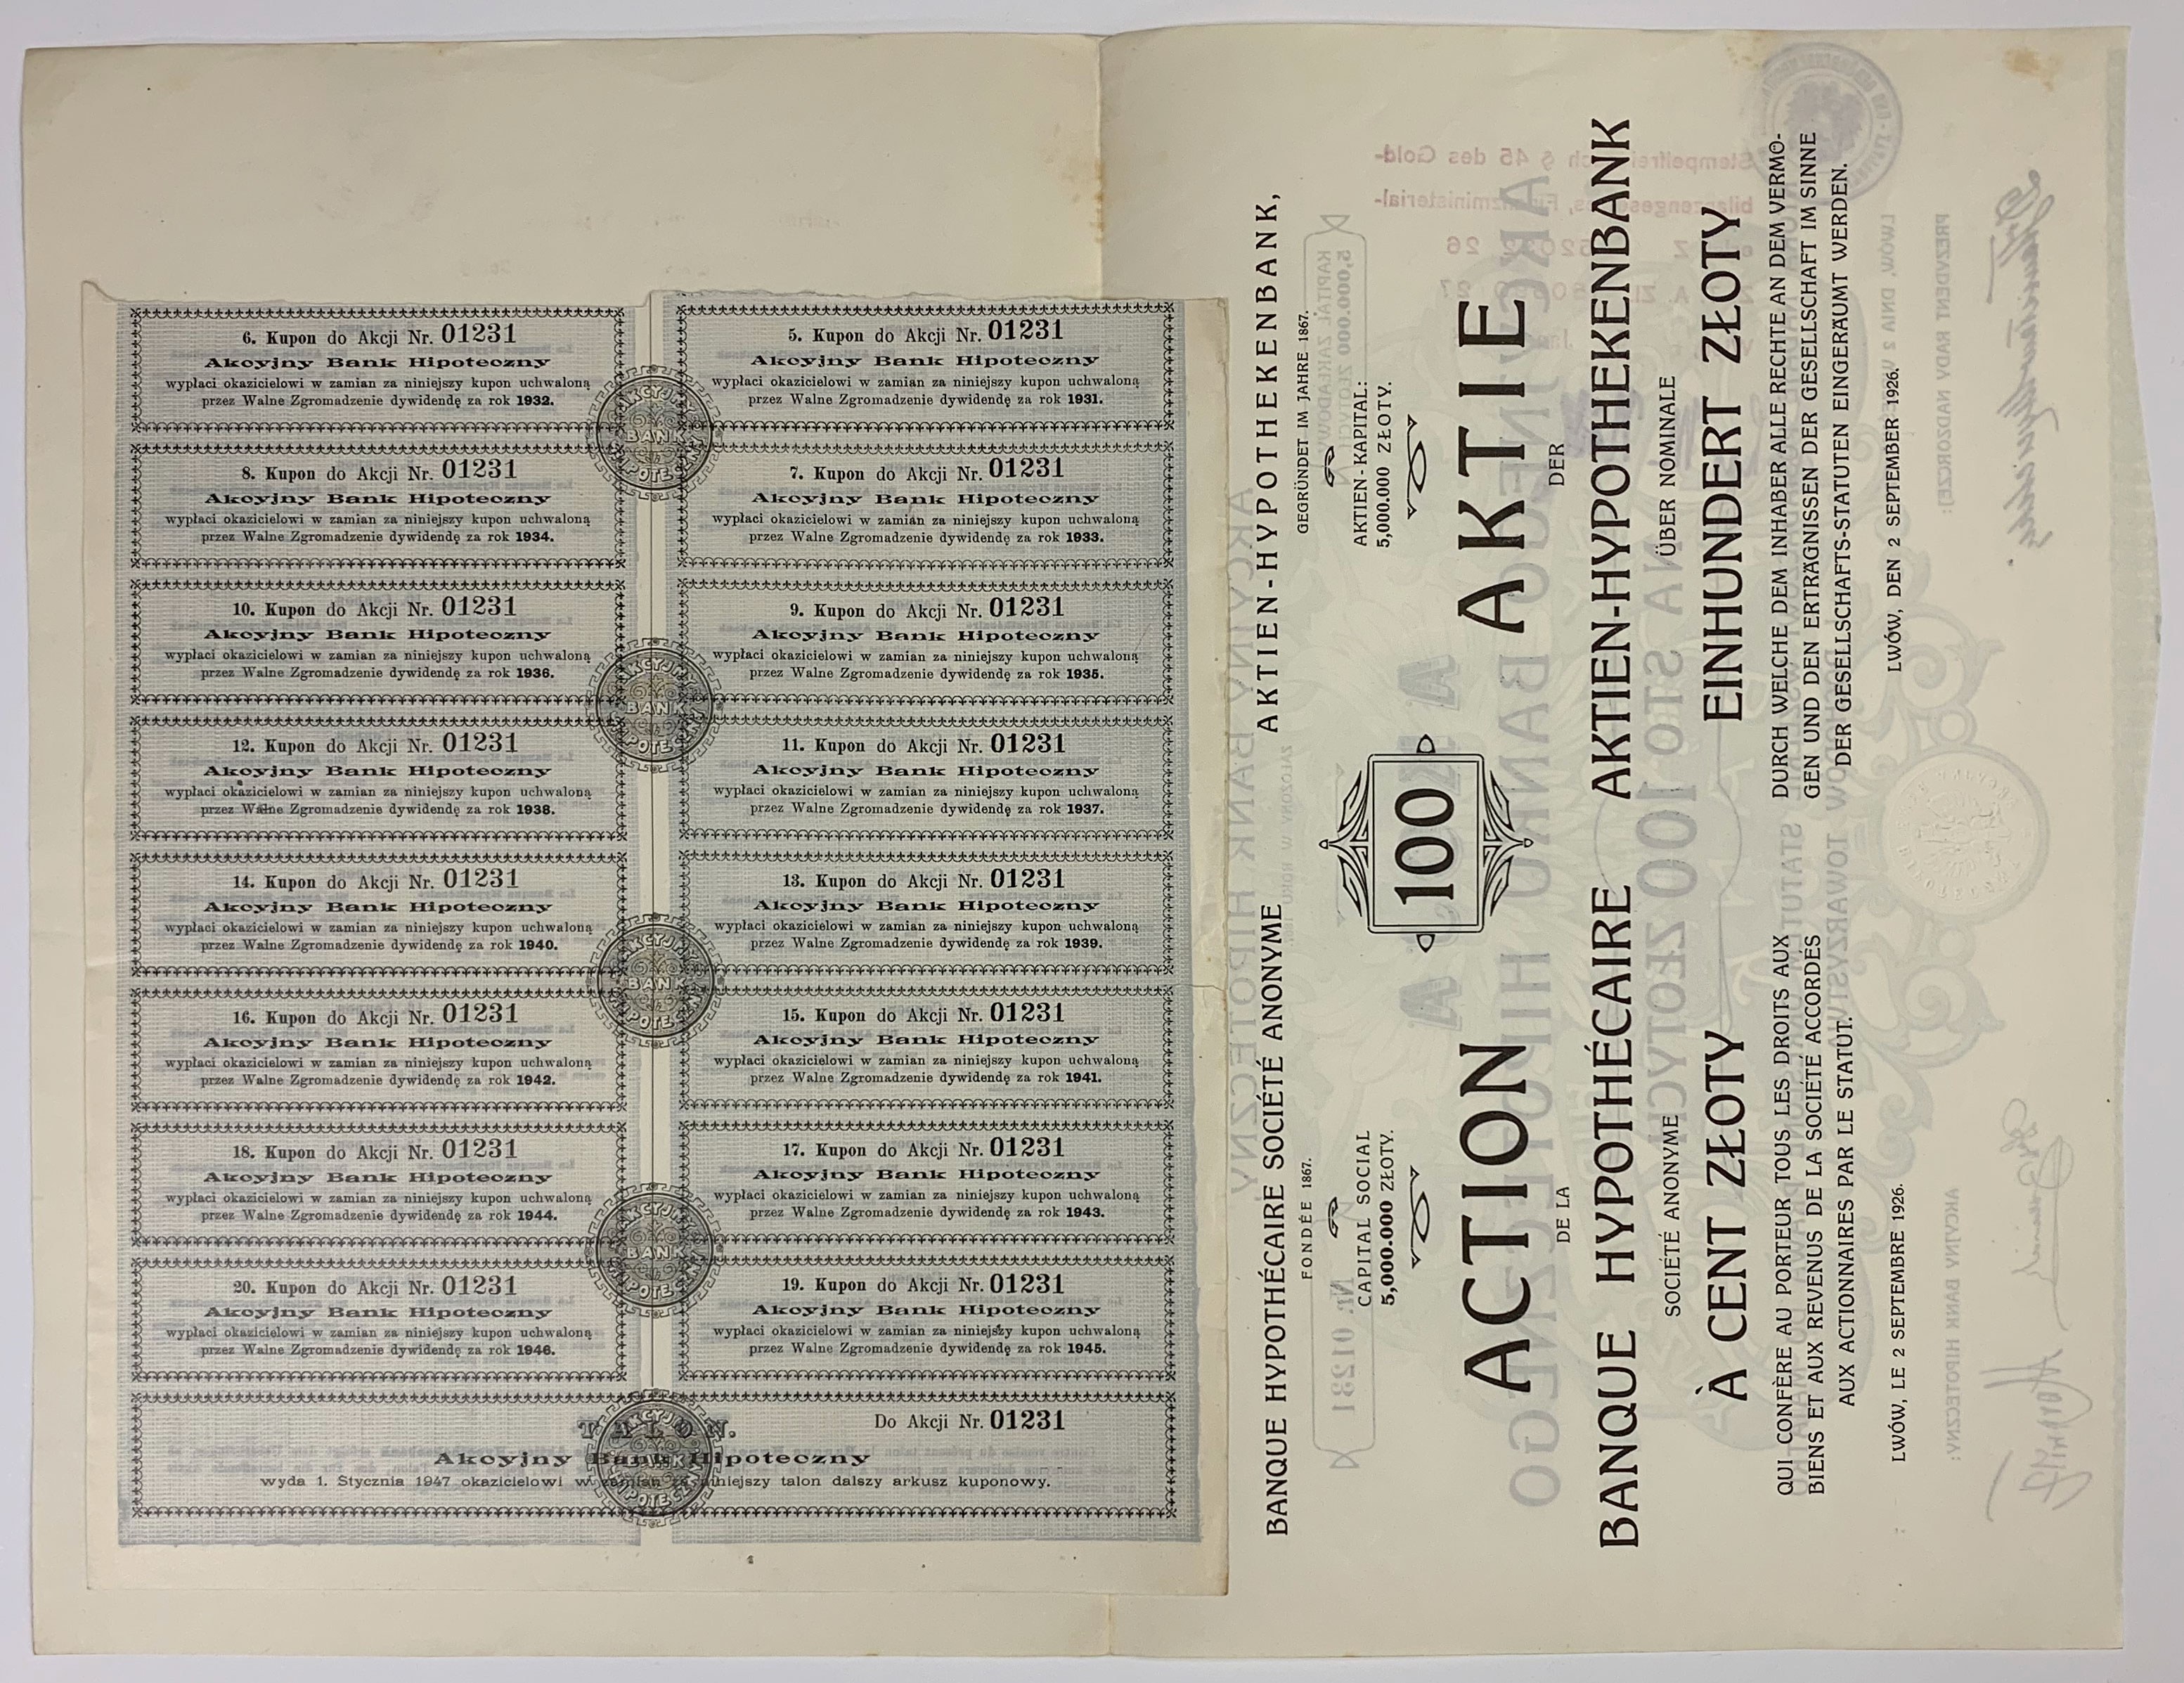 6. Kupon do Akcji Nr. 01231
Akcyjny Bank Hipoteczny
wypłaci okazicielowi w zamian za niniejszy kupon uchwaloną
przez Walne Zgromadzenie dywidendę za rok 1932.
5. Kupon do Akcji Nr. 01231
Akcyjny Bank Hipoteczny
wypłaci okazicielowi w zamian za niniejszy kupon uchwaloną
przez Walne Zgromadzenie dywidendę za rok 1931.
8. Kupon do Akcji Nr. 01231
Akcyjny Bank Hipoteczny
wypłaci okazicielowi w zamian za niniejszy kupon uchwaloną
przez Walne Zgromadzenie dywidendę za rok 1934.
7. Kupon do Akcji Nr. 01231
Akcyjny Bank Hipoteczny
wypłaci okazicielowi w zamian za niniejszy kupon uchwaloną
przez Walne Zgromadzenie dywidendę za rok 1933.
10. Kupon do Akcji Nr. 01231
Akcyjny Bank Hipoteczny
wypłaci okazicielowi w zamian za niniejszy kupon uchwaloną
przez Walne Zgromadzenie dywidendę za rok 1936.
9. Kupon do Akcji Nr. 01231
Akcyjny Bank Hipoteczny
wypłaci okazicielowi w zamian za niniejszy kupon uchwaloną
przez Walne Zgromadzenie dywidendę za rok 1935.
12. Kupon do Akcji Nr. 01231
Akcyjny Bank Hipoteczny
wypłaci okazicielowi w zamian za niniejszy kupon uchwaloną
przez Walne Zgromadzenie dywidendę za rok 1938.
11. Kupon do Akcji Nr. 01231
Akcyjny Bank Hipoteczny
wypłaci okazicielowi w zamian za niniejszy kupon uchwaloną
przez Walne Zgromadzenie dywidendę za rok 1937.
14. Kupon do Akcji Nr. 01231
Akcyjny Bank Hipoteczny
wypłaci okazicielowi w zamian za niniejszy kupon uchwaloną
przez Walne Zgromadzenie dywidendę za rok 1940.
13. Kupon do Akcji Nr. 01231
Akcyjny Bank Hipoteczny
wypłaci okazicielowi w zamian za niniejszy kupon uchwaloną
przez Walne Zgromadzenie dywidendę za rok 1939.
16. Kupon do Akcji Nr. 01231
Akcyjny Bank Hipoteczny
wypłaci okazicielowi w zamian za niniejszy kupon uchwaloną
przez Walne Zgromadzenie dywidendę za rok 1942.
15. Kupon do Akcji Nr. 01231
Akcyjny Bank Hipoteczny
wypłaci okazicielowi w zamian za niniejszy kupon uchwaloną
przez Walne Zgromadzenie dywidendę za rok 1941.
18. Kupon do Akcji Nr. 01231
Akcyjny Bank Hipoteczny
wypłaci okazicielowi w zamian za niniejszy kupon uchwaloną
przez Walne Zgromadzenie dywidendę za rok 1944.
17. Kupon do Akcji Nr. 01231
Akcyjny Bank Hipoteczny
wypłaci okazicielowi w zamian za niniejszy kupon uchwaloną
przez Walne Zgromadzenie dywidendę za rok 1943.
20. Kupon do Akcji Nr. 01231
Akcyjny Bank Hipoteczny
wypłaci okazicielowi w zamian za niniejszy kupon uchwaloną
przez Walne Zgromadzenie dywidendę za rok 1946.
19. Kupon do Akcji Nr. 01231
Akcyjny Bank Hipoteczny
wypłaci okazicielowi w zamian za niniejszy kupon uchwaloną
przez Walne Zgromadzenie dywidendę za rok 1945.
TALON.
Do Akcji Nr. 01231
Akcyjny Bank Hipoteczny
wyda 1. Stycznia 1947 okazicielowi w zamian za niniejszy talon dalszy arkusz kuponowy.
BANQUE HYPOTHÉCAIRE SOCIÉTÉ ANONYME
FONDÉE 1867.
CAPITAL SOCIAL
5,000.000 ZŁOTY.
ACTION
DE LA
BANQUE HYPOTHÉCAIRE
SOCIÉTÉ ANONYME
À CENT ZŁOTY
QUI CONFÈRE AU PORTEUR TOUS LES DROITS AUX
BIENS ET AUX REVENUS DE LA SOCIÉTÉ ACCORDÉS
AUX ACTIONNAIRES PAR LE STATUT.
LWÓW, LE 2 SEPTEMBRE 1926.
100
AKTIEN-HYPOTHEKENBANK,
GEGRÜNDET IM JAHRE 1867.
AKTIEN-KAPITAL:
5,000.000 ZŁOTY.
AKTIE
DER
AKTIEN-HYPOTHEKENBANK
ÜBER NOMINALE
EINHUNDERT ZŁOTY
DURCH WELCHE DEM INHABER ALLE RECHTE AN DEM VERMO-
GEN UND DEN ERTRÄGNISSEN DER GESELLSCHAFT IM SINNE
DER GESELLSCHAFTS-STATUTEN EINGERÄUMT WERDEN.
LWÓW, DEN 2 SEPTEMBER 1926.